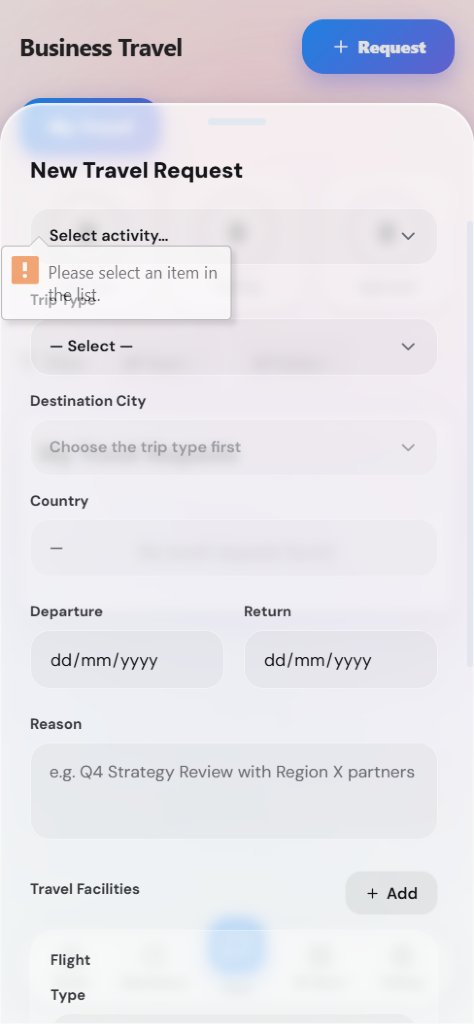 Business Travel
+ Request
New Travel Request
Select activity...
Please select an item in
the list.
Trip Type
— Select —
Destination City
Choose the trip type first
Country
—
Departure
Return
dd/mm/yyyy
dd/mm/yyyy
Reason
e.g. Q4 Strategy Review with Region X partners
Travel Facilities
+ Add
Flight
Type